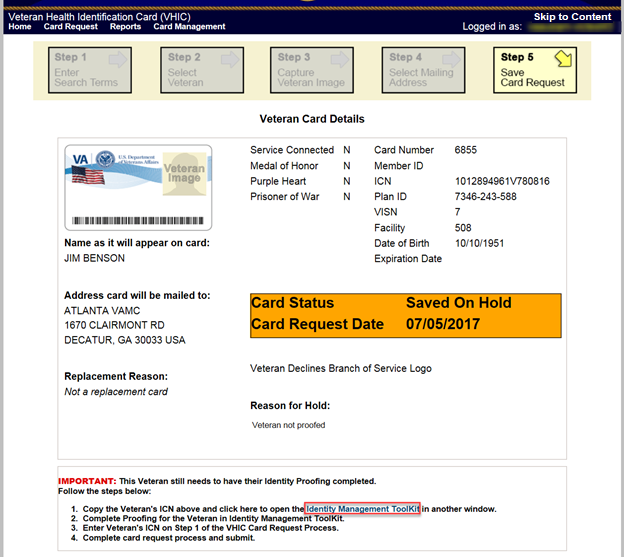 Veteran Health Identification Card (VHIC)
Skip to Content
Home Card Request Reports Card Management
Logged in as:
Step 1
Enter
Search Terms
Step 2
Select
Veteran
Step 3
Capture
Veteran Image
Step 4
Select Mailing
Address
Step 5
Save
Card Request
Veteran Card Details
VA
U.S. Department
of Veterans Affairs
Veteran
Image
Name as it will appear on card:
JIM BENSON
Address card will be mailed to:
ATLANTA VAMC
1670 CLAIRMONT RD
DECATUR, GA 30033 USA
Replacement Reason:
Not a replacement card
Service Connected N
Medal of Honor N
Purple Heart N
Prisoner of War N
Card Number 6855
Member ID
ICN 1012894961V780816
Plan ID 7346-243-588
VISN 7
Facility 508
Date of Birth 10/10/1951
Expiration Date
Card Status Saved On Hold
Card Request Date 07/05/2017
Veteran Declines Branch of Service Logo
Reason for Hold:
Veteran not proofed
IMPORTANT: This Veteran still needs to have their Identity Proofing completed.
Follow the steps below:
1. Copy the Veteran's ICN above and click here to open the Identity Management ToolKit in another window.
2. Complete Proofing for the Veteran in Identity Management ToolKit.
3. Enter Veteran's ICN on Step 1 of the VHIC Card Request Process.
4. Complete card request process and submit.